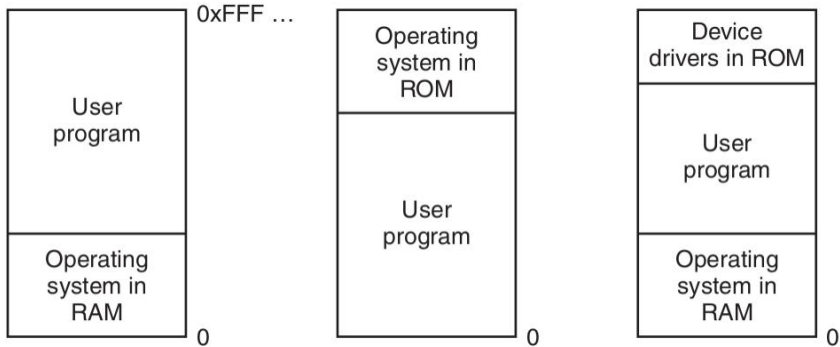 0xFFF ...
User
program
Operating
system in
RAM
0
Operating
system in
ROM
User
program
0
Device
drivers in ROM
User
program
Operating
system in
RAM
0